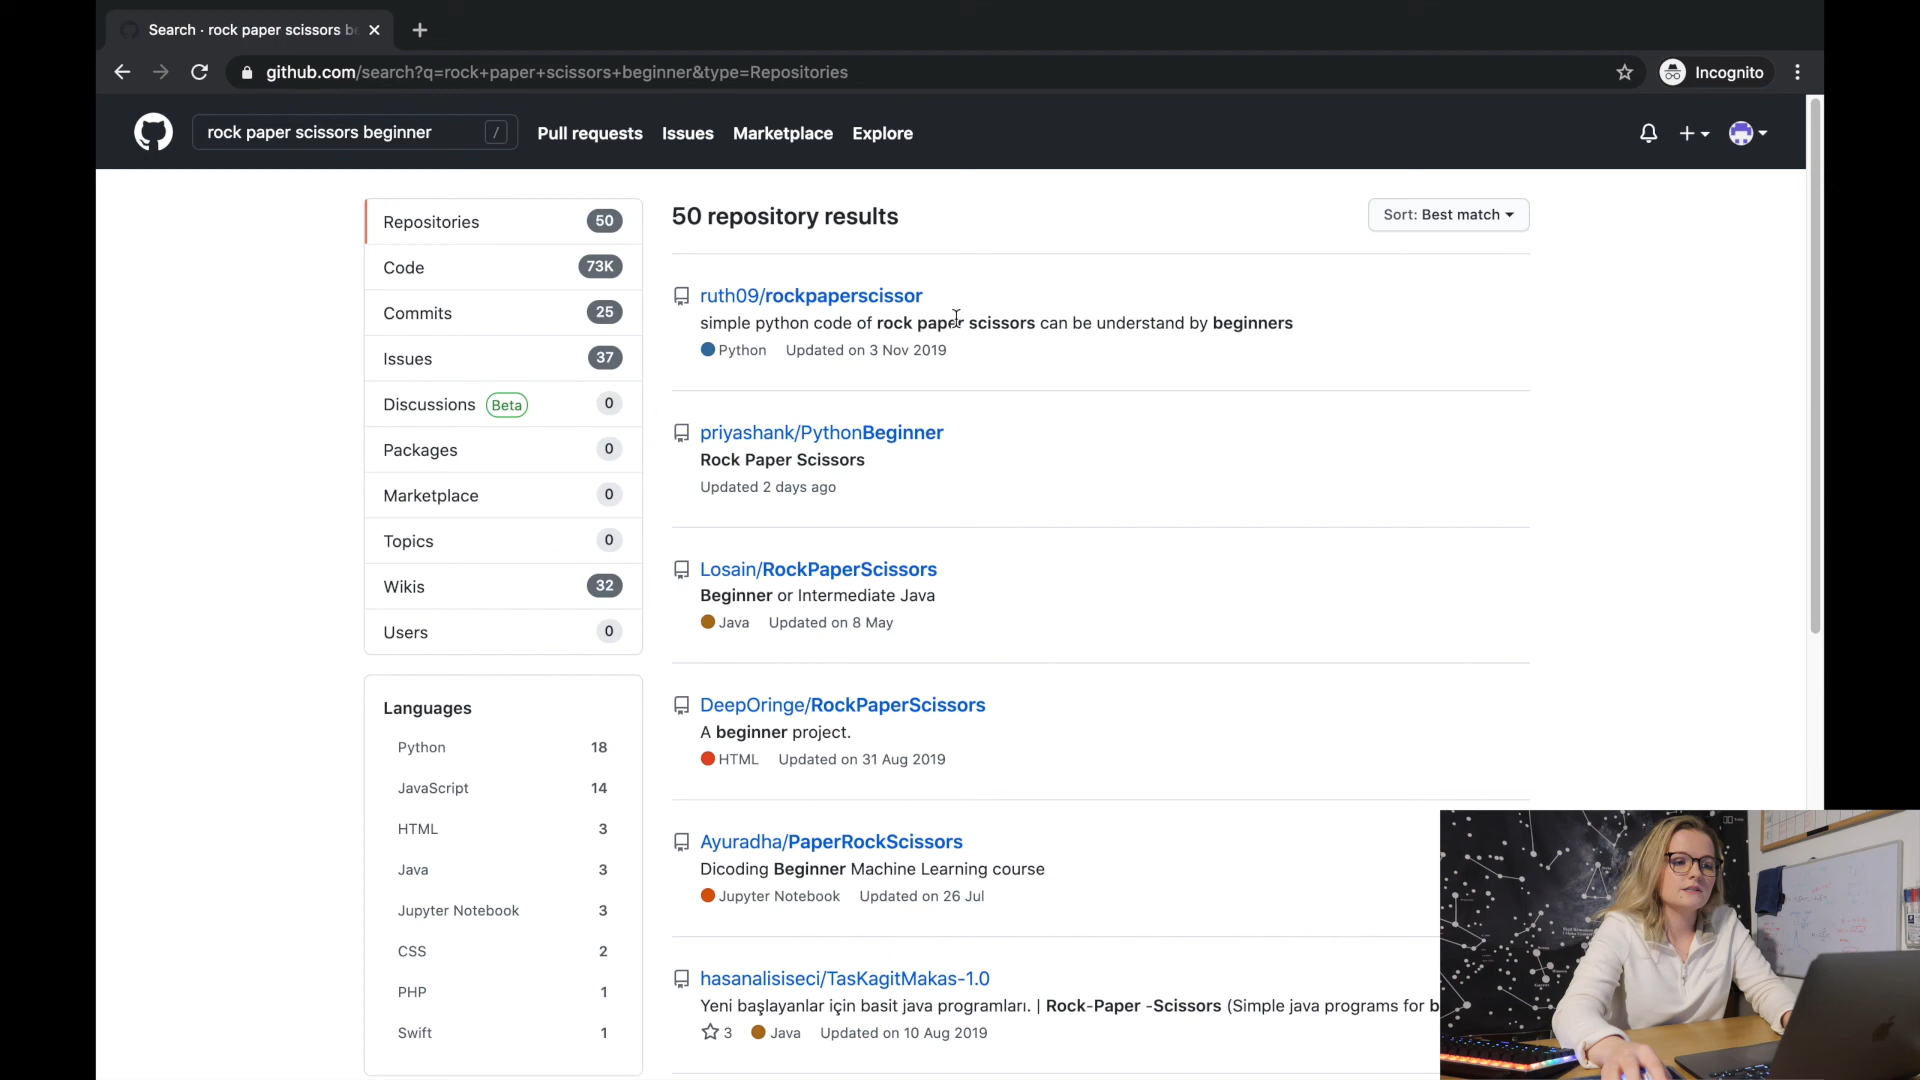 Search · rock paper scissors be
github.com/search?q=rock+paper+scissors+beginner&type=Repositories
Incognito
rock paper scissors beginner
/
Pull requests Issues Marketplace Explore
Repositories 50
Code 73K
Commits 25
Issues 37
Discussions Beta 0
Packages 0
Marketplace 0
Topics 0
Wikis 32
Users 0
Languages
Python 18
JavaScript 14
HTML 3
Java 3
Jupyter Notebook 3
CSS 2
PHP 1
Swift 1
50 repository results
Sort: Best match
ruth09/rockpaperscissor
simple python code of rock paper scissors can be understand by beginners
Python Updated on 3 Nov 2019
priyashank/PythonBeginner
Rock Paper Scissors
Updated 2 days ago
Losain/RockPaperScissors
Beginner or Intermediate Java
Java Updated on 8 May
DeepOringe/RockPaperScissors
A beginner project.
HTML Updated on 31 Aug 2019
Ayuradha/PaperRockScissors
Dicoding Beginner Machine Learning course
Jupyter Notebook Updated on 26 Jul
hasanalisiseci/TasKagitMakas-1.0
Yeni başlayanlar için basit java programları. | Rock-Paper -Scissors (Simple java programs for b
3 Java Updated on 10 Aug 2019